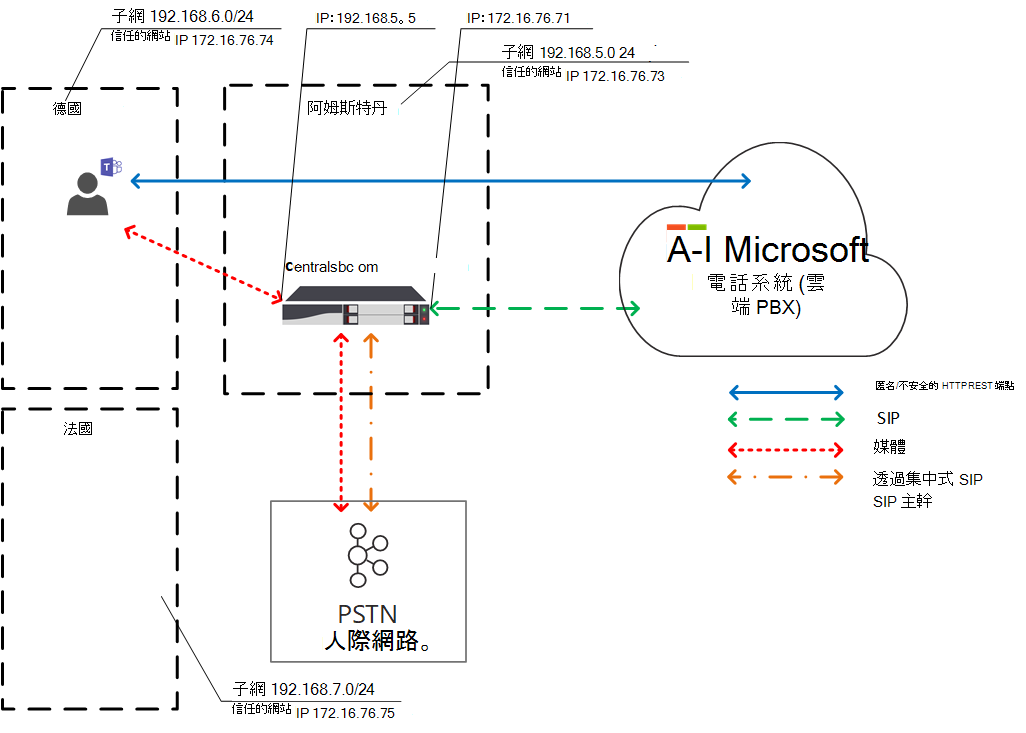 子網 192.168.6.0/24
信任的網站 IP 172.16.76.74
IP：192.168.5。5
IP：172.16.76.71
子網 192.168.5.0 24
信任的網站 IP 172.16.76.73
德國
阿姆斯特丹
T
Centralsbc om
A-I Microsoft
電話系統 (雲
端 PBX)
匿名/不安全的 HTTPREST 端點
SIP
媒體
透過集中式 SIP
SIP 主幹
法國
PSTN
人際網路。
子網 192.168.7.0/24
信任的網站 IP 172.16.76.75